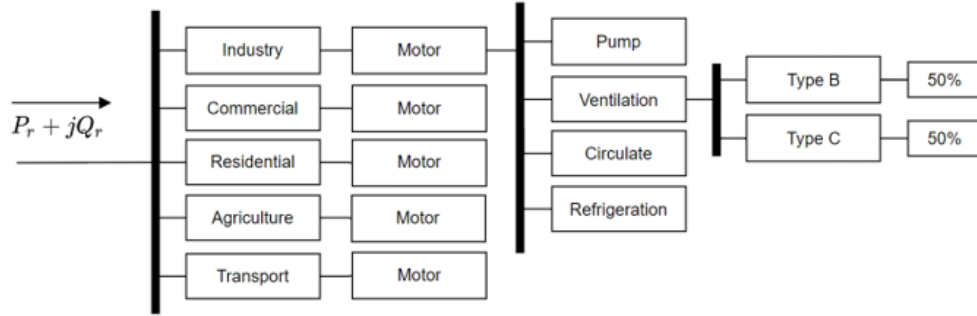 P_r + jQ_r
Industry
Motor
Commercial
Motor
Residential
Motor
Agriculture
Motor
Transport
Motor
Pump
Ventilation
Circulate
Refrigeration
Type B
50%
Type C
50%